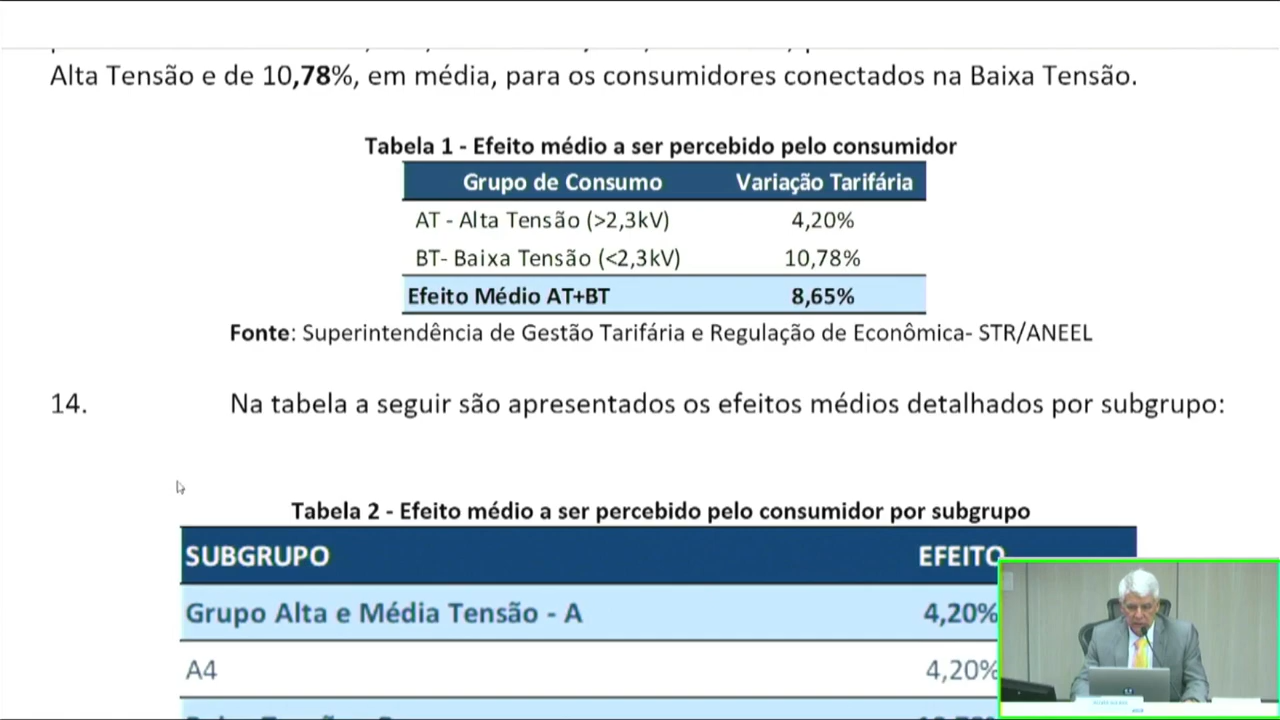 Alta Tensão e de 10,78%, em média, para os consumidores conectados na Baixa Tensão.
Tabela 1 - Efeito médio a ser percebido pelo consumidor
Grupo de Consumo Variação Tarifária
AT - Alta Tensão (>2,3kV) 4,20%
BT- Baixa Tensão (<2,3kV) 10,78%
Efeito Médio AT+BT 8,65%
Fonte: Superintendência de Gestão Tarifária e Regulação de Econômica- STR/ANEEL
14. Na tabela a seguir são apresentados os efeitos médios detalhados por subgrupo:
Tabela 2 - Efeito médio a ser percebido pelo consumidor por subgrupo
SUBGRUPO EFEITO
Grupo Alta e Média Tensão - A 4,20%
A4 4,20%